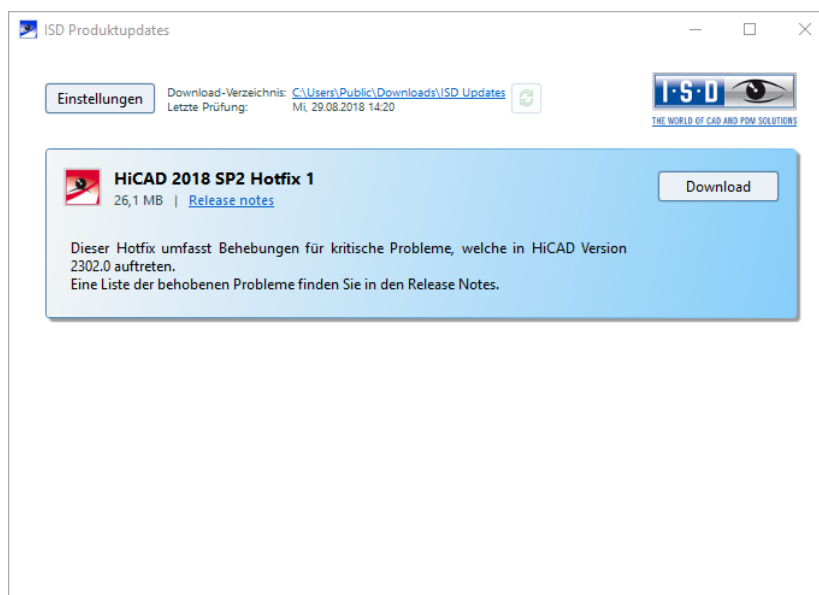 ISD Produktupdates
Einstellungen
Download-Verzeichnis: C:\Users\Public\Downloads\ISD Updates
Letzte Prüfung: Mi, 29.08.2018 14:20
I·S·D
THE WORLD OF CAD AND PDM SOLUTIONS
HiCAD 2018 SP2 Hotfix 1
Download
26,1 MB | Release notes
Dieser Hotfix umfasst Behebungen für kritische Probleme, welche in HiCAD Version
2302.0 auftreten.
Eine Liste der behobenen Probleme finden Sie in den Release Notes.